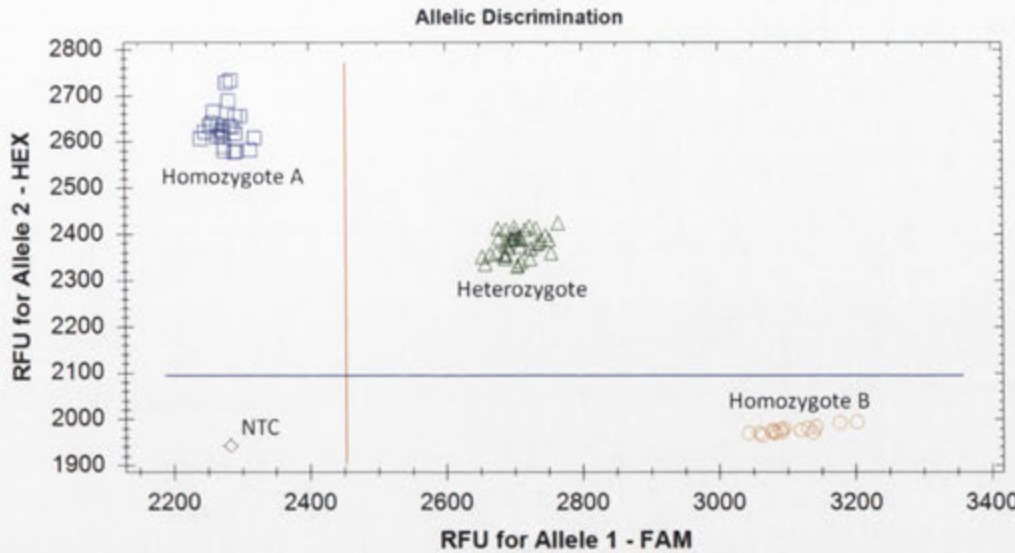 Allelic Discrimination
2800
2700
2600
2500
2400
2300
2200
2100
2000
1900
RFU for Allele 2 - HEX
Homozygote A
Heterozygote
Homozygote B
NTC
2200 2400 2600 2800 3000 3200 3400
RFU for Allele 1 - FAM